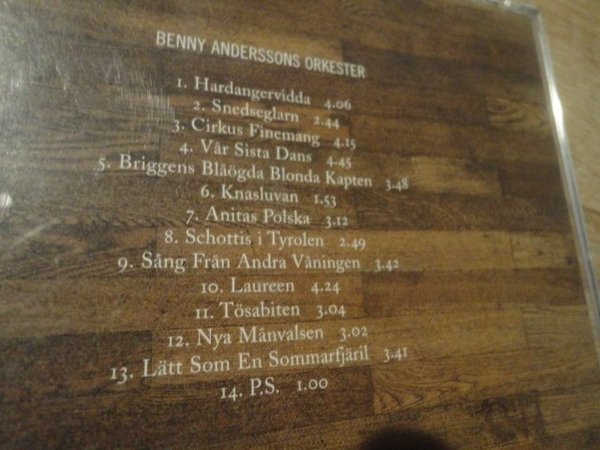 BENNY ANDERSSONS ORKESTER
1. Hardangervidda 4.06
2. Snedseglarn 2.44
3. Cirkus Finemang 4.15
4. Vår Sista Dans 4.45
5. Briggens Blåögda Blonda Kapten 3.48
6. Knasluvan 1.53
7. Anitas Polska 3.12
8. Schottis i Tyrolen 2.49
9. Sång Från Andra Våningen 3.42
10. Laureen 4.24
11. Tösabiten 3.04
12. Nya Månvalsen 3.02
13. Lätt Som En Sommarfjäril 3.41
14. P.S. 1.00